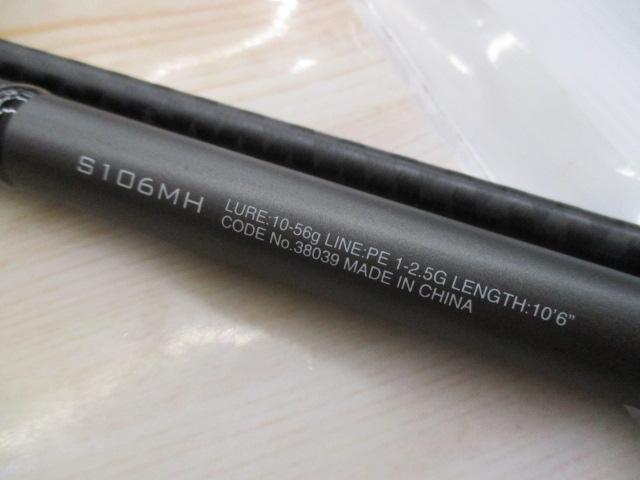 S106MH
LURE:10-56g LINE:PE 1-2.5G LENGTH:10'6"
CODE No.38039 MADE IN CHINA